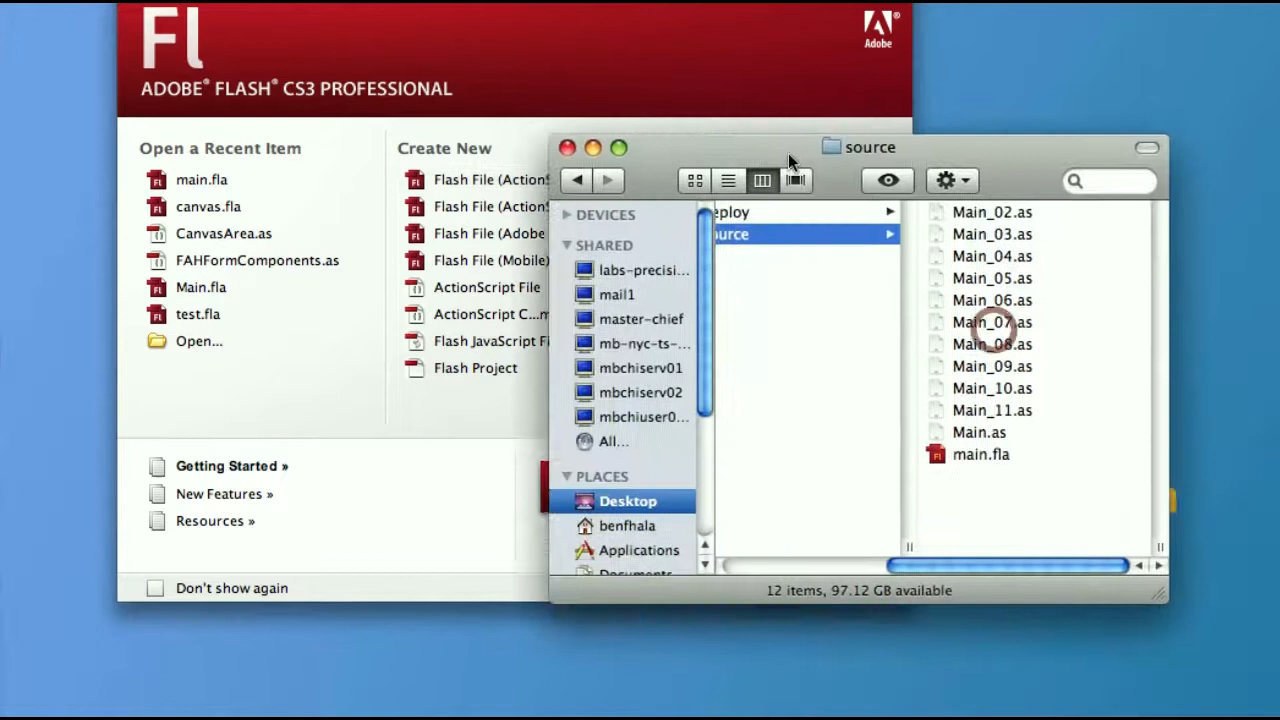 Fl
Adobe
ADOBE® FLASH® CS3 PROFESSIONAL
Open a Recent Item
main.fla
canvas.fla
CanvasArea.as
FAHFormComponents.as
Main.fla
test.fla
Open...
Create New
Flash File (ActionS
Flash File (ActionS
Flash File (Adobe
Flash File (Mobile)
ActionScript File
ActionScript C...m
Flash JavaScript Fi
Flash Project
Getting Started »
New Features »
Resources »
Don't show again
source
DEVICES
SHARED
labs-precisi...
mail1
master-chief
mb-nyc-ts-...
mbchiserv01
mbchiserv02
mbchiuser0...
All...
PLACES
Desktop
benfhala
Applications
Documents
eploy
ource
Main_02.as
Main_03.as
Main_04.as
Main_05.as
Main_06.as
Main_07.as
Main_08.as
Main_09.as
Main_10.as
Main_11.as
Main.as
main.fla
12 items, 97.12 GB available